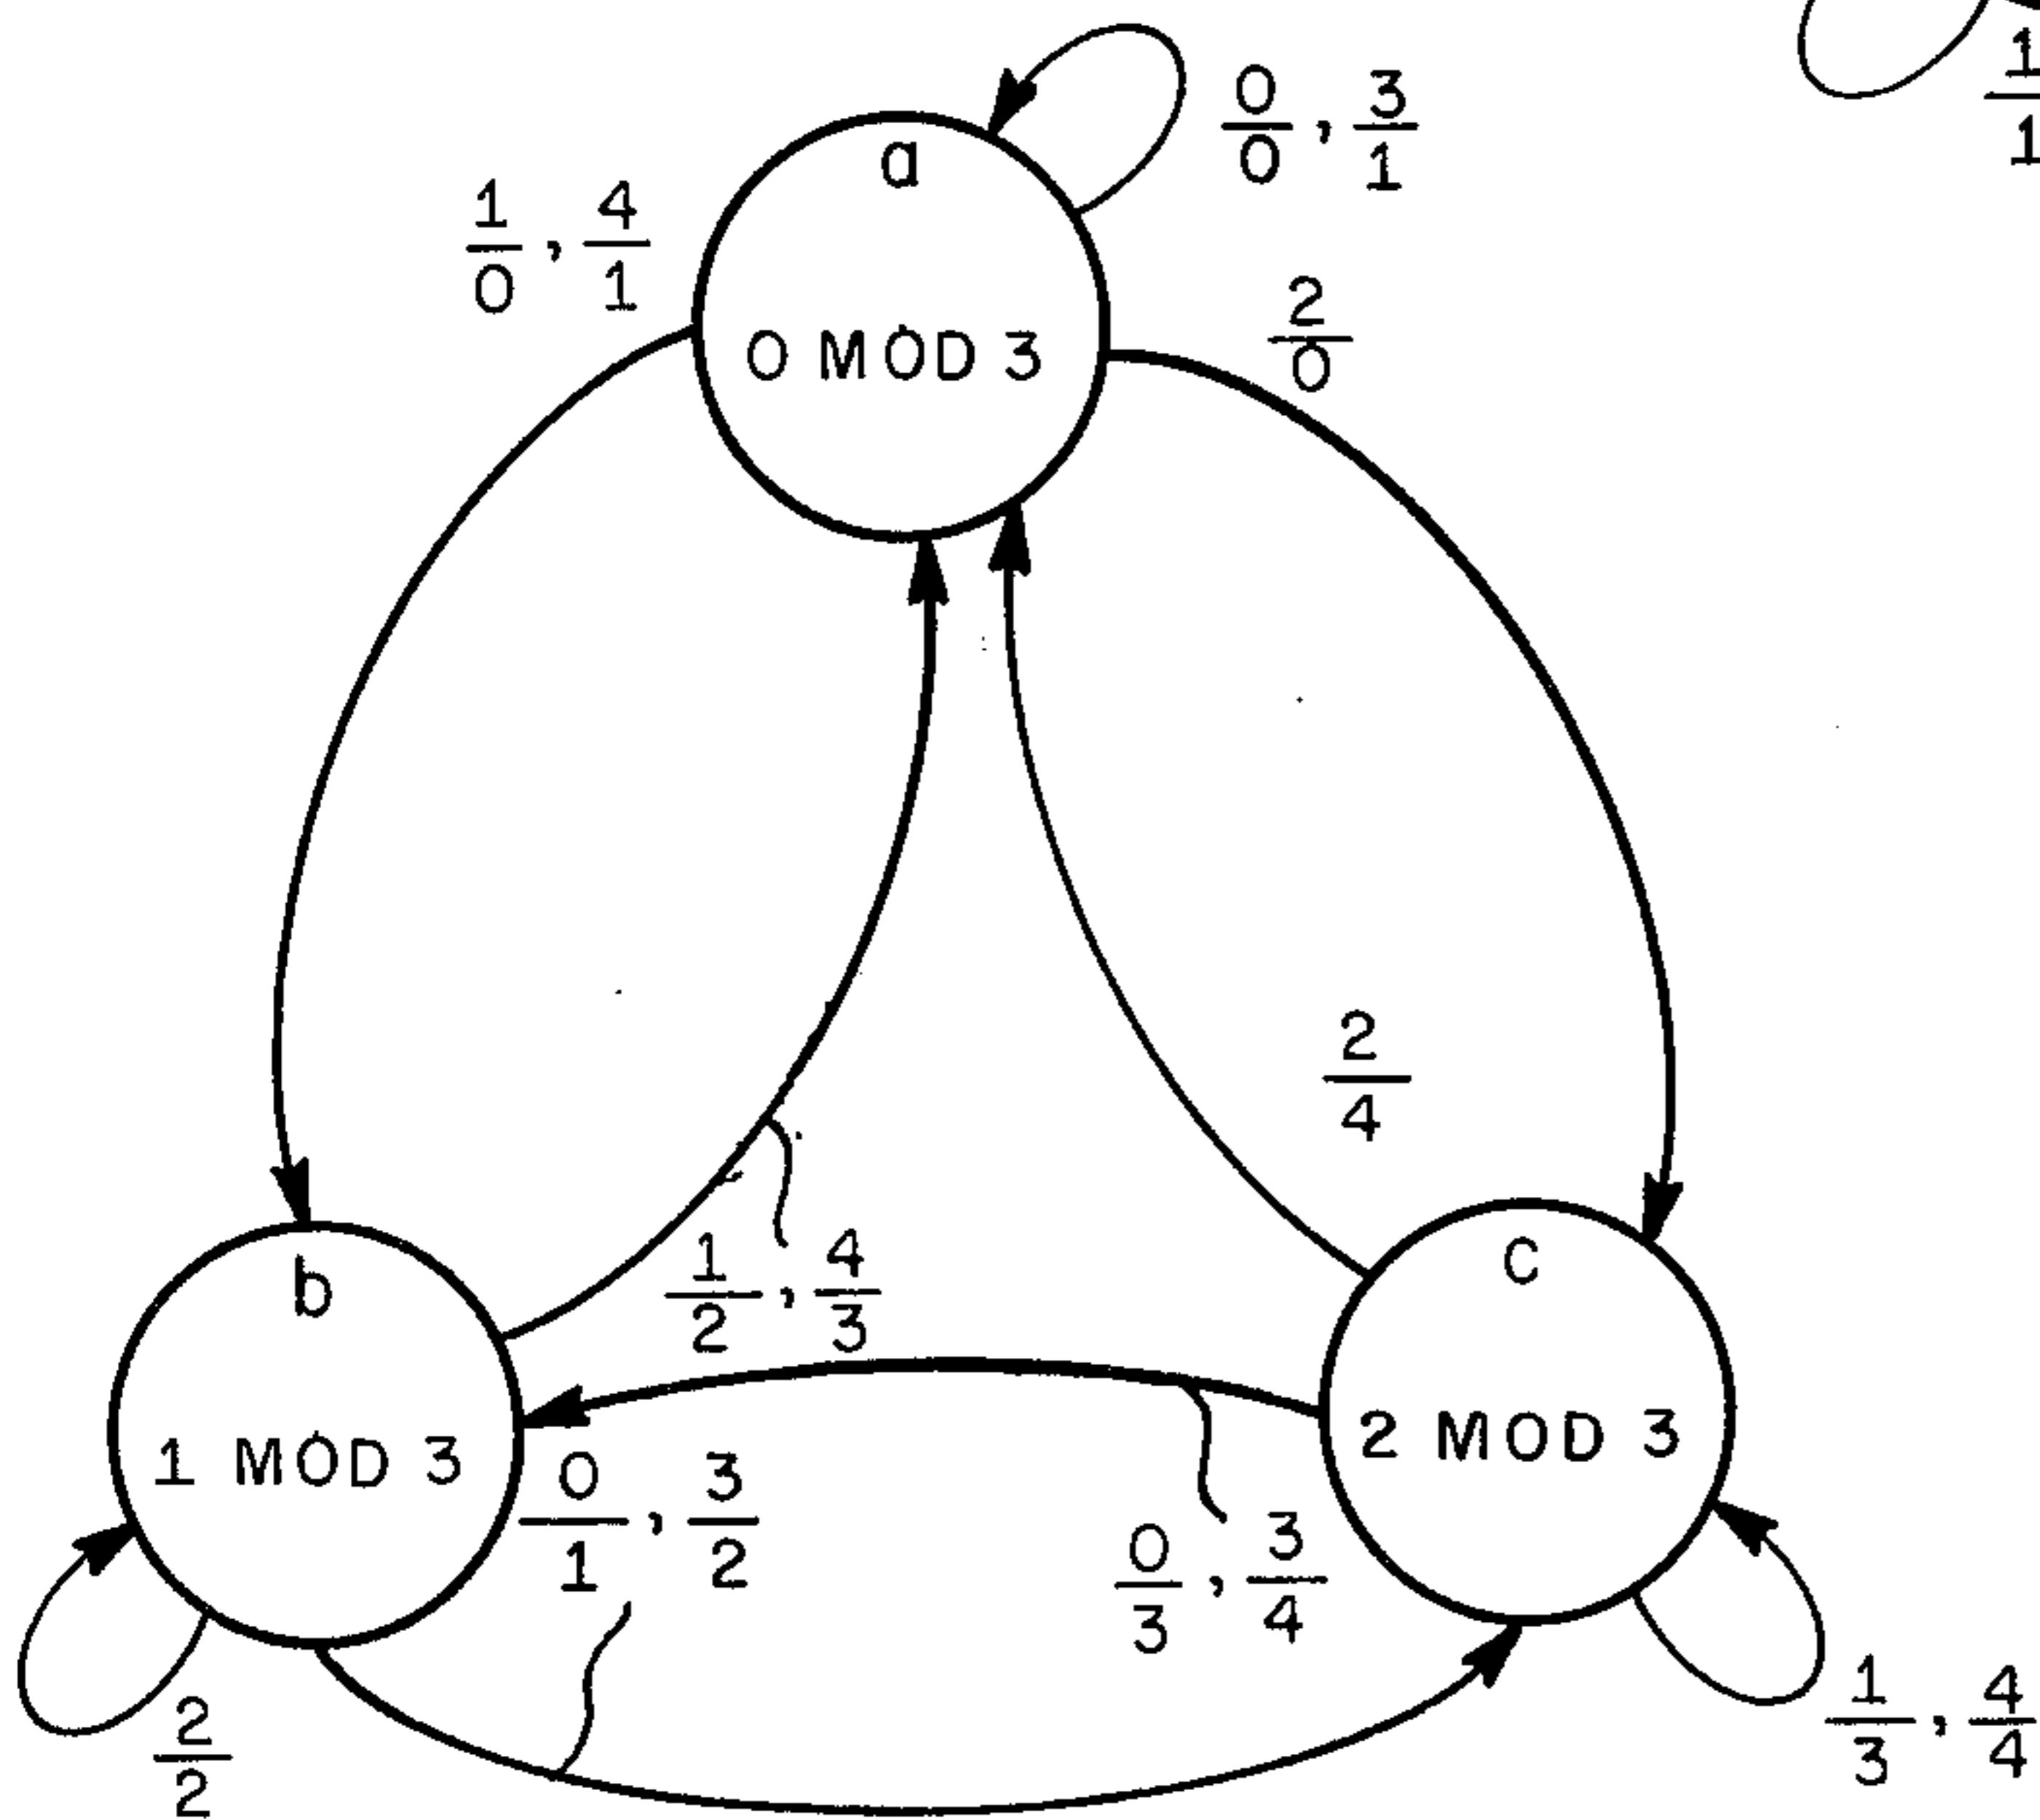 1
1
a
0/0, 3/1
1/0, 4/1
0 MOD 3
2/0
2/4
b
1/2, 4/3
c
1 MOD 3
2 MOD 3
0/1, 3/2
0/3, 3/4
2/2
1/3, 4/4